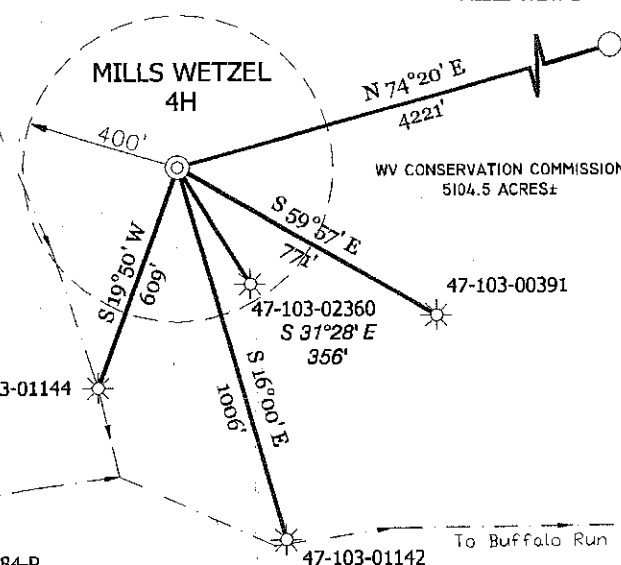 MILLS WETZEL
4H
400'
N 74°20' E
4221'
WV CONSERVATION COMMISSION
5104.5 ACRES±
S 59°57' E
771'
S 19°50' W
609'
47-103-00391
47-103-02360
S 31°28' E
356'
S 16°00' E
1006'
3-01144
To Buffalo Run
47-103-01142
84-P